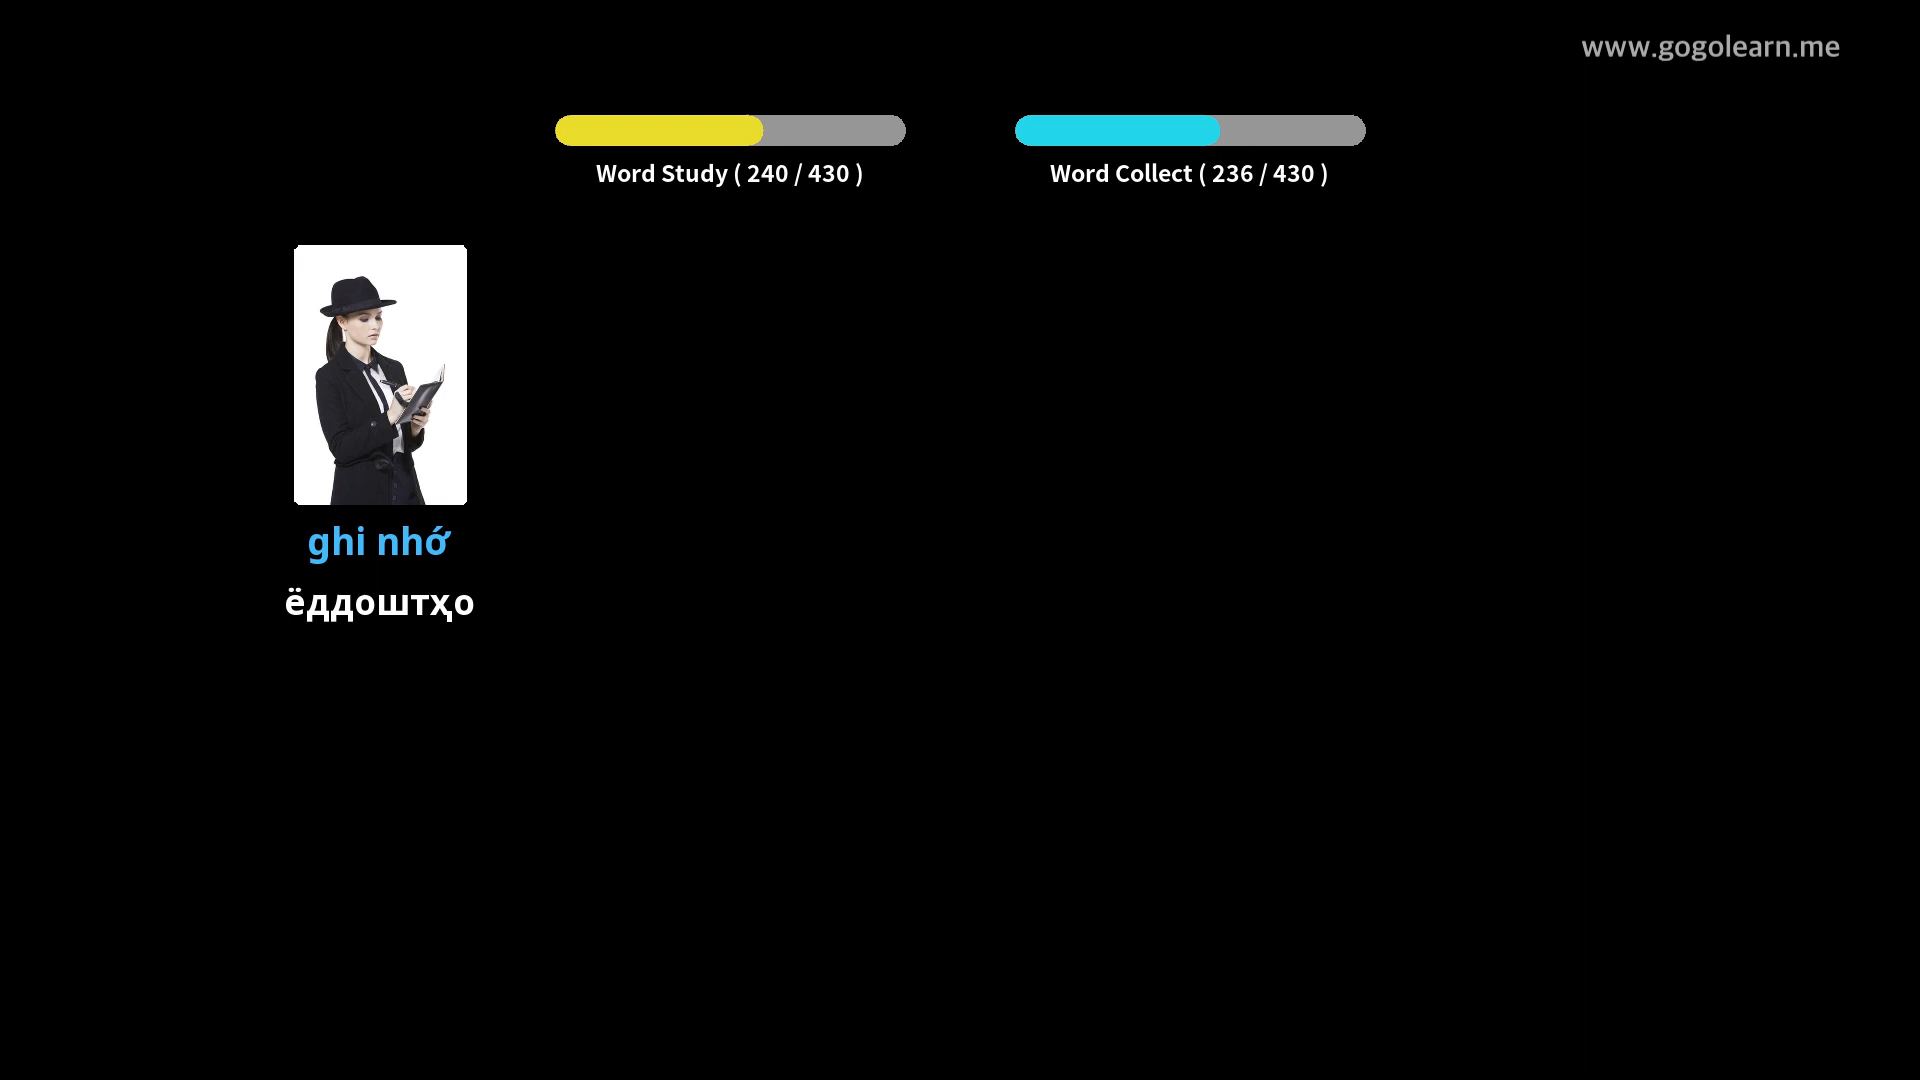 www.gogolearn.me
Word Study ( 240 / 430 )
Word Collect ( 236 / 430 )
ghi nhớ
ёддоштҳо